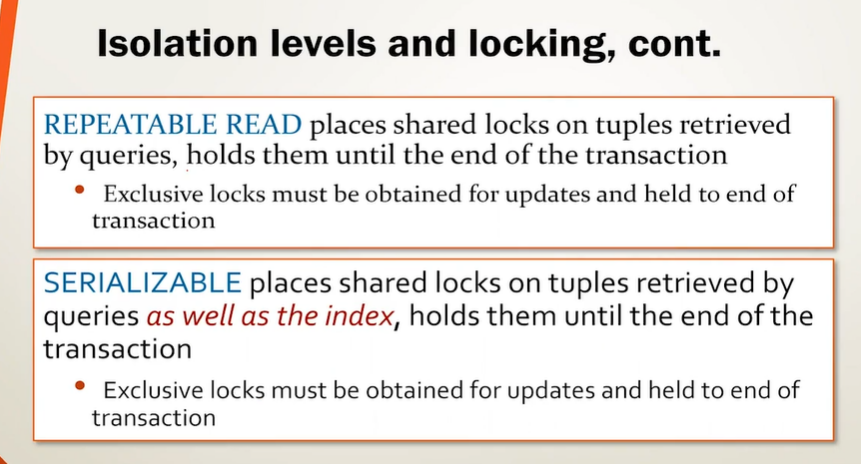 Isolation levels and locking, cont.
REPEATABLE READ places shared locks on tuples retrieved
by queries, holds them until the end of the transaction
• Exclusive locks must be obtained for updates and held to end of
transaction
SERIALIZABLE places shared locks on tuples retrieved by
queries as well as the index, holds them until the end of the
transaction
• Exclusive locks must be obtained for updates and held to end of
transaction